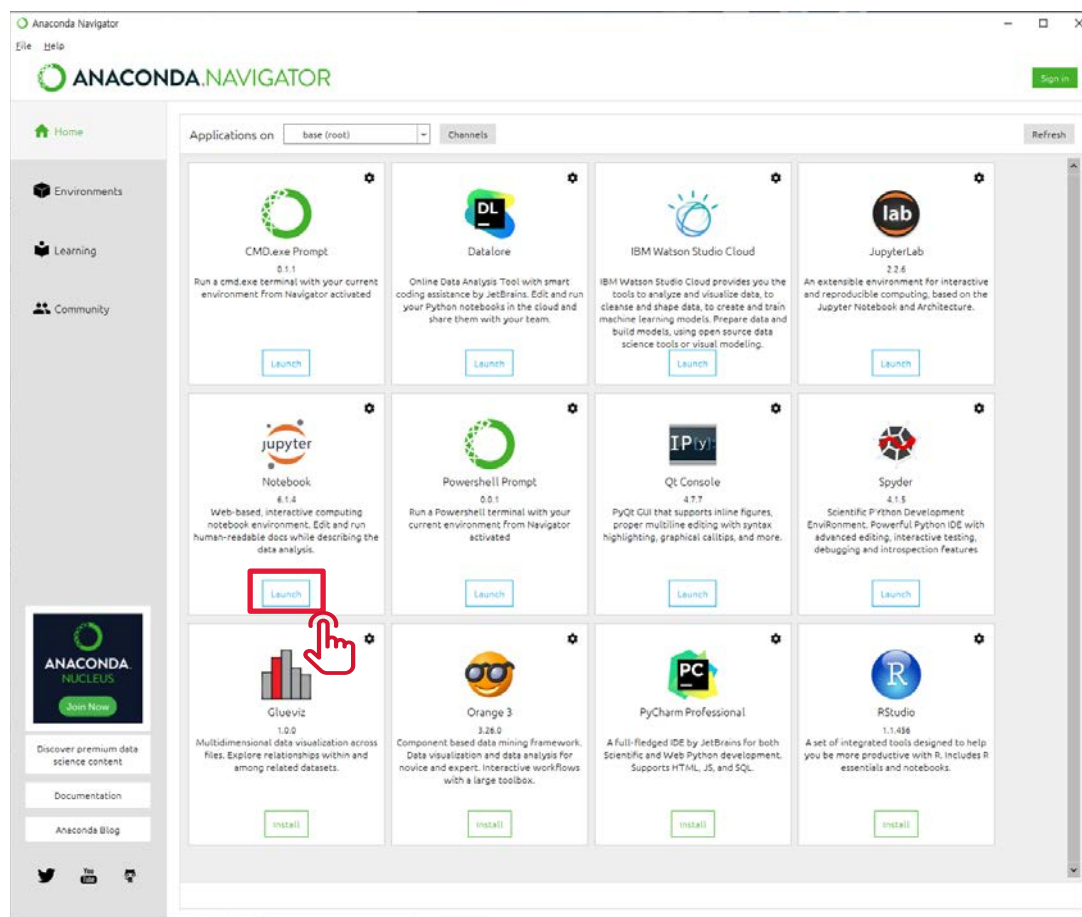 Anaconda Navigator
File Help
ANACONDA.NAVIGATOR
Sign in
Home
Environments
Learning
Community
Applications on base (root) Channels
Refresh
CMD.exe Prompt
0.1.1
Run a cmd.exe terminal with your current
environment from Navigator activated
Launch
DL
Datalore
Online Data Analysis Tool with smart
coding assistance by JetBrains. Edit and run
your Python notebooks in the cloud and
share them with your team.
Launch
IBM Watson Studio Cloud
IBM Watson Studio Cloud provides you the
tools to analyze and visualize data, to
cleanse and shape data, to create and train
machine learning models. Prepare data and
build models, using open source data
science tools or visual modeling.
Launch
lab
JupyterLab
2.2.6
An extensible environment for interactive
and reproducible computing, based on the
Jupyter Notebook and Architecture.
Launch
jupyter
Notebook
6.1.4
Web-based, interactive computing
notebook environment. Edit and run
human-readable docs while describing the
data analysis.
Launch
Powershell Prompt
0.0.1
Run a Powershell terminal with your
current environment from Navigator
activated
Launch
IP[y]:
Qt Console
4.7.7
PyQt GUI that supports inline figures,
proper multiline editing with syntax
highlighting, graphical calltips, and more.
Launch
Spyder
4.1.5
Scientific PYthon Development
EnviRonment. Powerful Python IDE with
advanced editing, interactive testing,
debugging and introspection features
Launch
Glueviz
1.0.0
Multidimensional data visualization across
files. Explore relationships within and
among related datasets.
Install
Orange 3
3.26.0
Component based data mining framework.
Data visualization and data analysis for
novice and expert. Interactive workflows
with a large toolbox.
Install
PC
PyCharm Professional
A full-fledged IDE by JetBrains for both
Scientific and Web Python development.
Supports HTML, JS, and SQL.
Install
R
RStudio
1.1.456
A set of integrated tools designed to help
you be more productive with R. Includes R
essentials and notebooks.
Install
ANACONDA.
NUCLEUS
Join Now
Discover premium data
science content
Documentation
Anaconda Blog
You
Tube